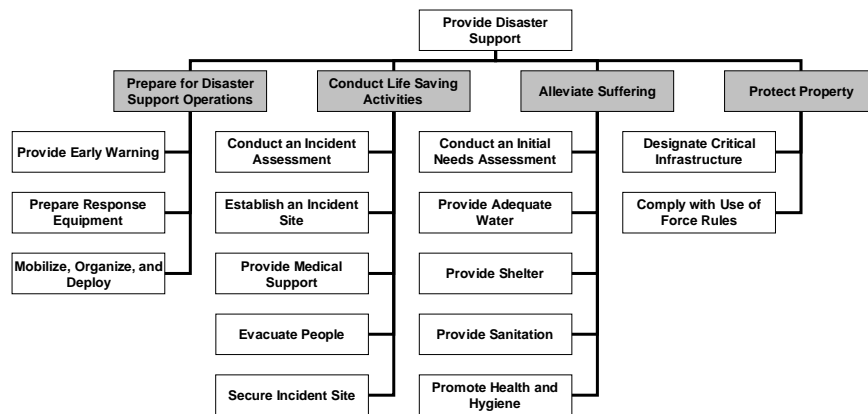 Provide Disaster
Support
Prepare for Disaster
Support Operations
Conduct Life Saving
Activities
Alleviate Suffering
Protect Property
Provide Early Warning
Conduct an Incident
Assessment
Conduct an Initial
Needs Assessment
Designate Critical
Infrastructure
Prepare Response
Equipment
Establish an Incident
Site
Provide Adequate
Water
Comply with Use of
Force Rules
Mobilize, Organize, and
Deploy
Provide Medical
Support
Provide Shelter
Evacuate People
Provide Sanitation
Secure Incident Site
Promote Health and
Hygiene